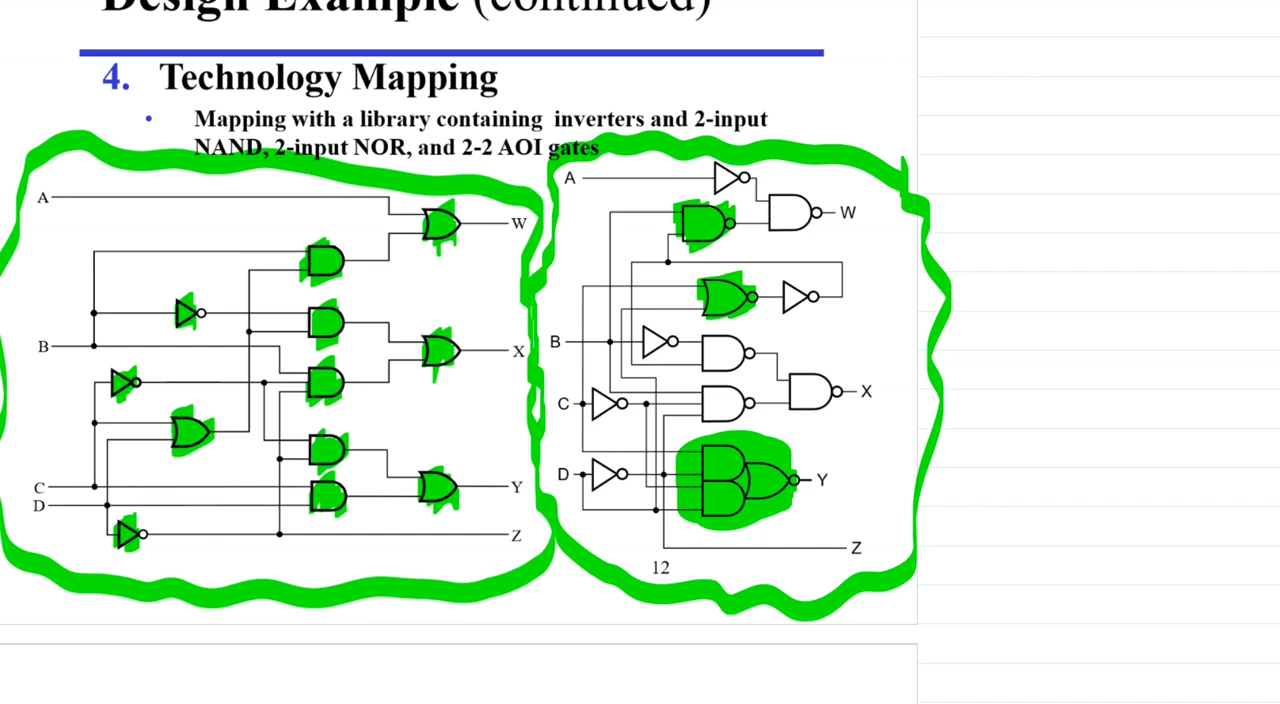 Design Example (continued)
4. Technology Mapping
• Mapping with a library containing inverters and 2-input
NAND, 2-input NOR, and 2-2 AOI gates
A
W
B
X
C
D
Y
Z
A
W
B
X
C
D
Y
Z
12